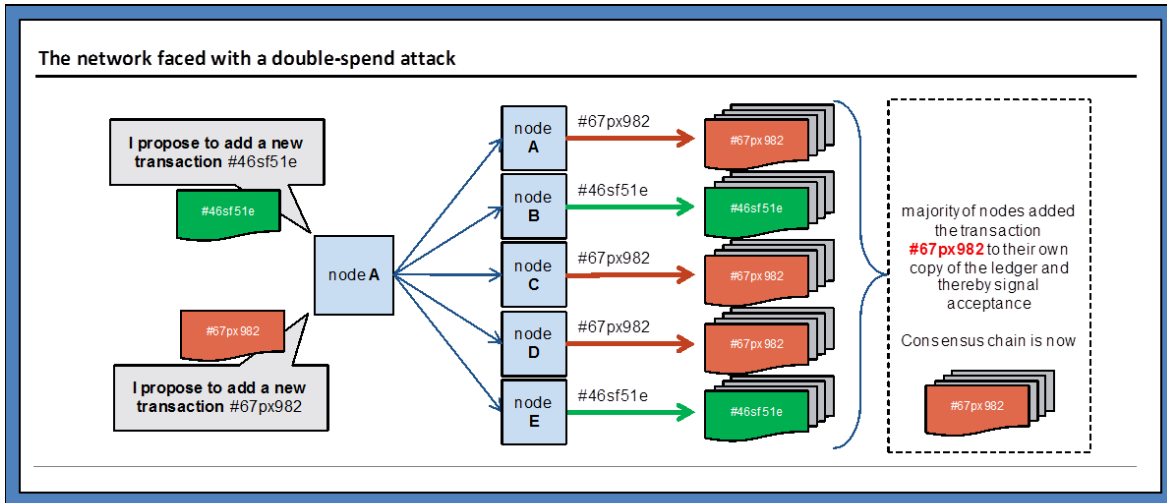 The network faced with a double-spend attack
I propose to add a new
transaction #46sf51e
#46sf51e
node A
#67px982
I propose to add a new
transaction #67px982
node
A
#67px982
#67px982
node
B
#46sf51e
#46sf51e
node
C
#67px982
#67px982
node
D
#67px982
#67px982
node
E
#46sf51e
#46sf51e
majority of nodes added
the transaction
#67px982 to their own
copy of the ledger and
thereby signal
acceptance
Consensus chain is now
#67px982